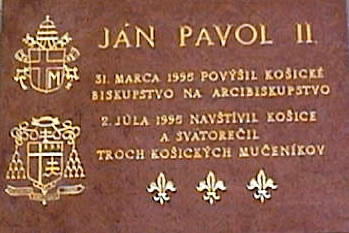 JÁN PAVOL II.
31. MARCA 1995 POVÝŠIL KOŠICKÉ
BISKUPSTVO NA ARCIBISKUPSTVO
2. JÚLA 1995 NAVŠTÍVIL KOŠICE
A SVÄTOREČIL
TROCH KOŠICKÝCH MUČENÍKOV
M